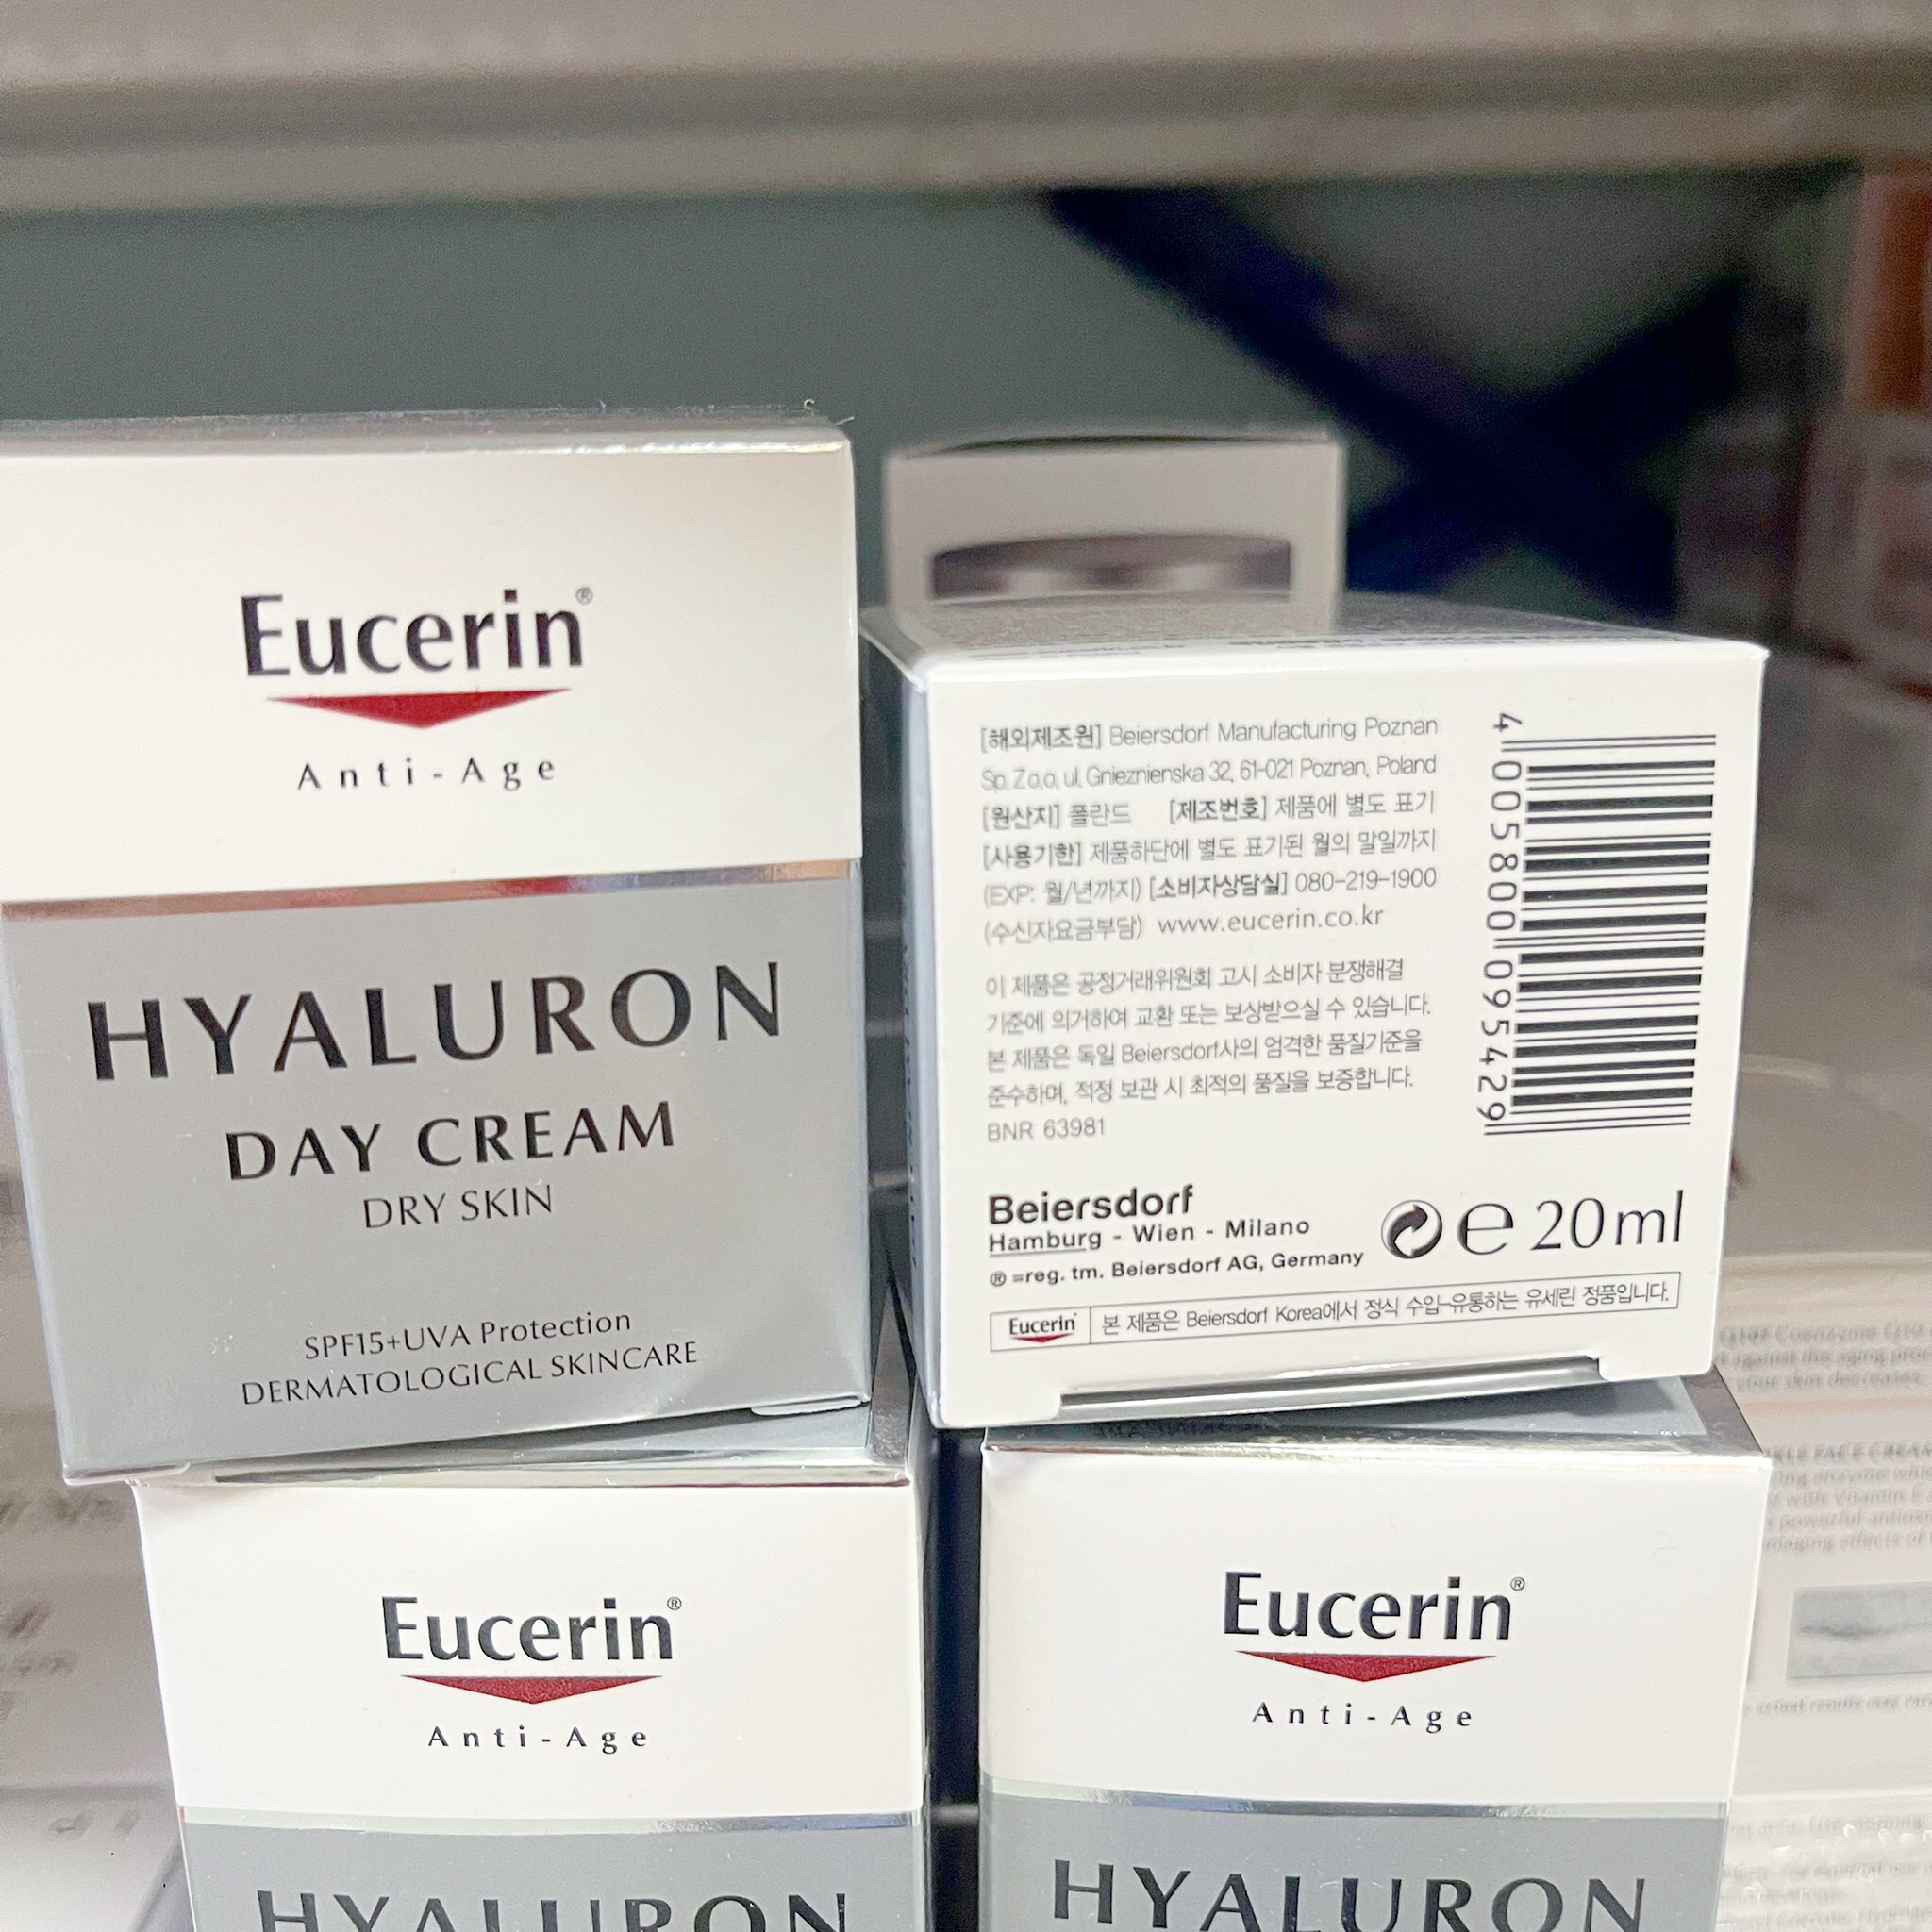 Eucerin®
Anti-Age
HYALURON
DAY CREAM
DRY SKIN
SPF15+UVA Protection
DERMATOLOGICAL SKINCARE
[해외제조원] Beiersdorf Manufacturing Poznan
Sp. Z o.o. ul. Gnieznienska 32, 61-021 Poznan, Poland
[원산지] 폴란드 [제조번호] 제품에 별도 표기
[사용기한] 제품하단에 별도 표기된 월의 말일까지
(EXP: 월/년까지) [소비자상담실] 080-219-1900
(수신자요금부담) www.eucerin.co.kr
이 제품은 공정거래위원회 고시 소비자 분쟁해결
기준에 의거하여 교환 또는 보상받으실 수 있습니다.
본 제품은 독일 Beiersdorf사의 엄격한 품질기준을
준수하며, 적정 보관 시 최적의 품질을 보증합니다.
BNR 63981
4 005800 095429
Beiersdorf
Hamburg - Wien - Milano
® =reg. tm. Beiersdorf AG, Germany
e 20ml
Eucerin 본 제품은 Beiersdorf Korea에서 정식 수입-유통하는 유세린 정품입니다.
Eucerin®
Anti-Age
HYALURON
Eucerin®
Anti-Age
HYALURON